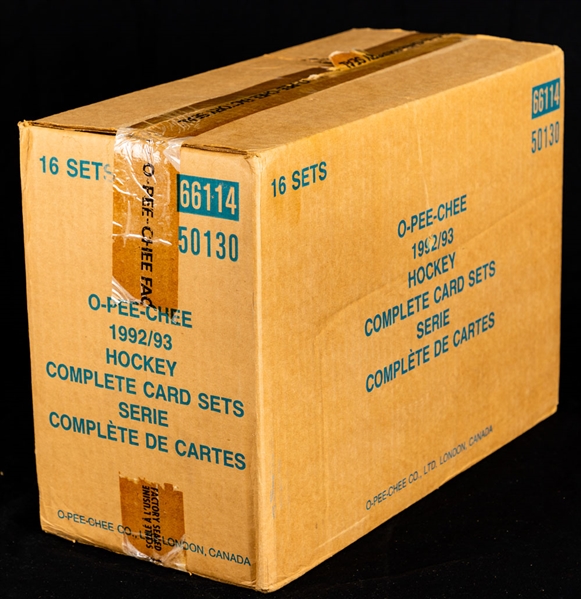 16 SETS
66114
50130
O-PEE-CHEE FAC
O-PEE-CHEE
1992/93
HOCKEY
COMPLETE CARD SETS
SERIE
COMPLÈTE DE CARTES
FACTORY SEALED
O-PEE-CHEE CO., LONDON, CANADA
16 SETS
66114
50130
O-PEE-CHEE
1992/93
HOCKEY
COMPLETE CARD SETS
SERIE
COMPLÈTE DE CARTES
O-PEE-CHEE CO., LTD. LONDON, CANADA